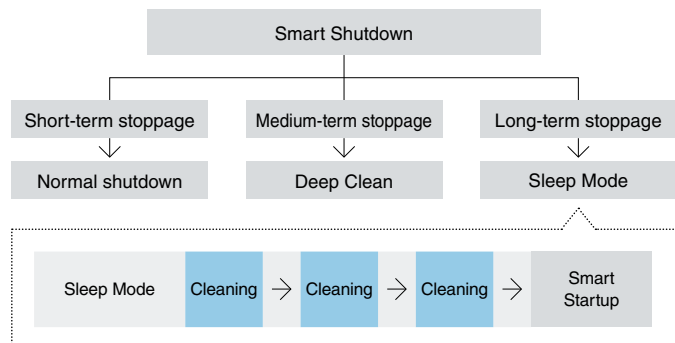 Smart Shutdown
Short-term stoppage
Medium-term stoppage
Long-term stoppage
Normal shutdown
Deep Clean
Sleep Mode
Sleep Mode
Cleaning
Cleaning
Cleaning
Smart
Startup